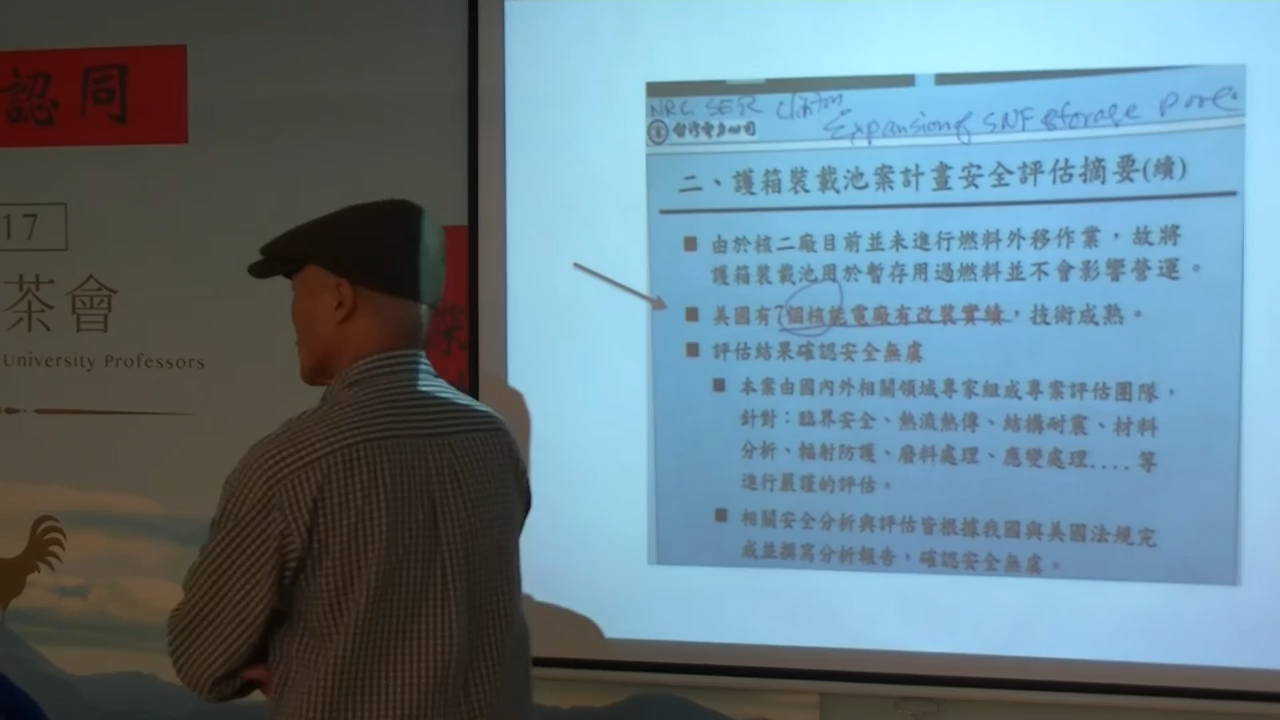 認同
17
茶會
University Professors
NRC SER Clinton
Expansion of SNF storage
台灣電力公司
二、護箱裝載池案計畫安全評估摘要(續)
■ 由於核二廠目前並未進行燃料外移作業，故將
護箱裝載池用於暫存用過燃料並不會影響營運。
■ 美國有7個核能電廠有改裝實績，技術成熟。
■ 評估結果確認安全無虞
■ 本案由國內外相關領域專家組成專案評估團隊，
針對：臨界安全、熱流熱傳、結構耐震、材料
分析、輻射防護、廢料處理、應變處理....等
進行嚴謹的評估。
■ 相關安全分析與評估皆根據我國與美國法規完
成並撰寫分析報告，確認安全無虞。